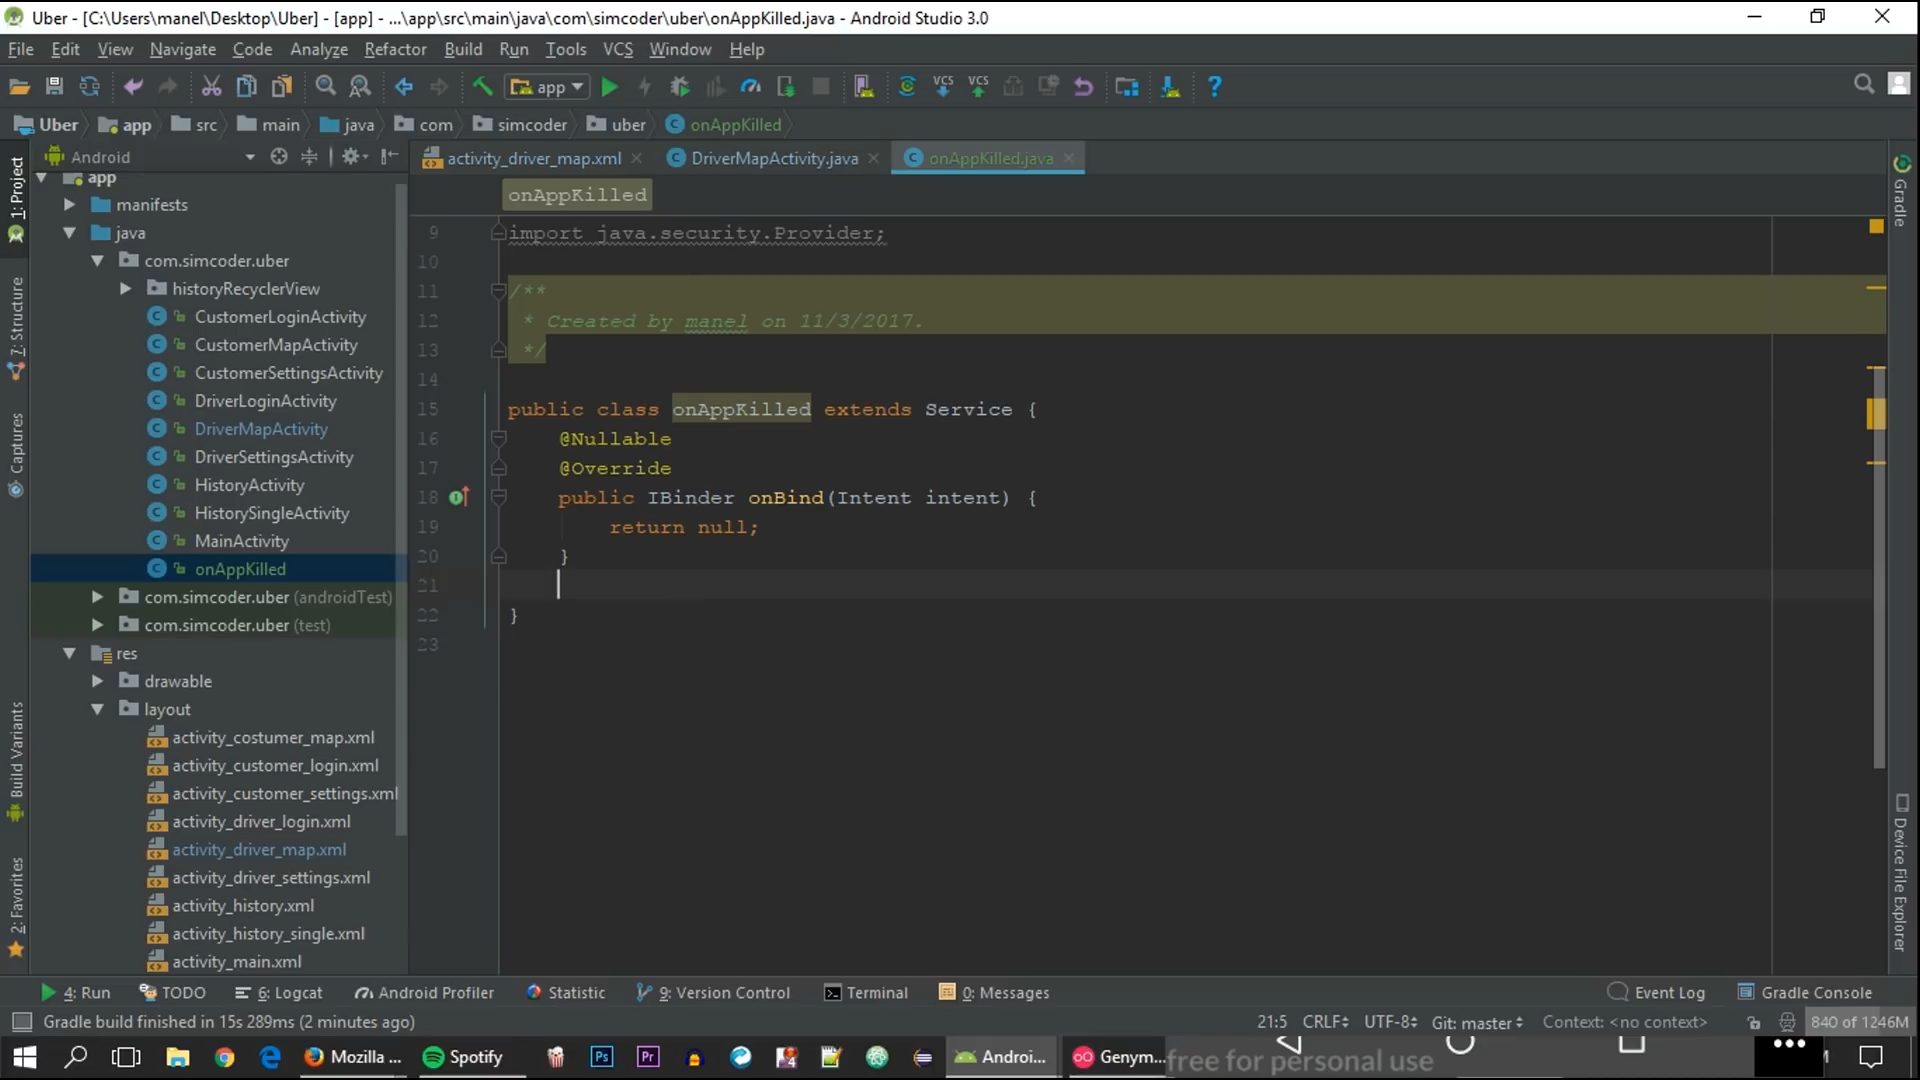 Uber - [C:\Users\manel\Desktop\Uber] - [app] - ...\app\src\main\java\com\simcoder\uber\onAppKilled.java - Android Studio 3.0
File Edit View Navigate Code Analyze Refactor Build Run Tools VCS Window Help
app VCS VCS
Uber app src main java com simcoder uber onAppKilled
Android
activity_driver_map.xml DriverMapActivity.java onAppKilled.java
onAppKilled
1: Project
7: Structure
Captures
Build Variants
2: Favorites
app
manifests
java
com.simcoder.uber
historyRecyclerView
CustomerLoginActivity
CustomerMapActivity
CustomerSettingsActivity
DriverLoginActivity
DriverMapActivity
DriverSettingsActivity
HistoryActivity
HistorySingleActivity
MainActivity
onAppKilled
com.simcoder.uber (androidTest)
com.simcoder.uber (test)
res
drawable
layout
activity_costumer_map.xml
activity_customer_login.xml
activity_customer_settings.xml
activity_driver_login.xml
activity_driver_map.xml
activity_driver_settings.xml
activity_history.xml
activity_history_single.xml
activity_main.xml
9 import java.security.Provider;
10
11 /**
12 * Created by manel on 11/3/2017.
13 */
14
15 public class onAppKilled extends Service {
16 @Nullable
17 @Override
18 public IBinder onBind(Intent intent) {
19 return null;
20 }
21
22 }
23
Gradle
Device File Explorer
4: Run TODO 6: Logcat Android Profiler Statistic 9: Version Control Terminal 0: Messages Event Log Gradle Console
Gradle build finished in 15s 289ms (2 minutes ago) 21:5 CRLF UTF-8 Git: master Context: <no context> 840 of 1246M
Mozilla ... Spotify Ps Pr Androi... Genym... free for personal use